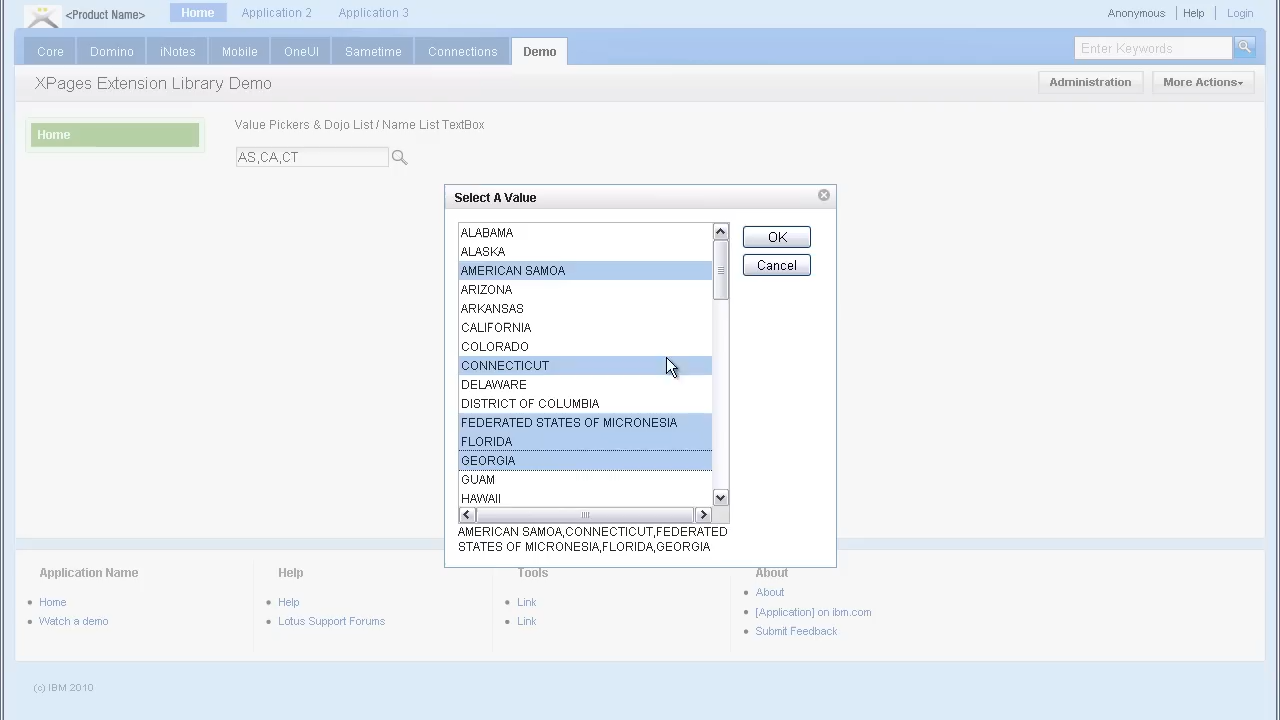 <Product Name> Home Application 2 Application 3 Anonymous Help Login
Core Domino iNotes Mobile OneUI Sametime Connections Demo Enter Keywords
XPages Extension Library Demo Administration More Actions
Home
Value Pickers & Dojo List / Name List TextBox
AS,CA,CT
Select A Value
ALABAMA
ALASKA
AMERICAN SAMOA
ARIZONA
ARKANSAS
CALIFORNIA
COLORADO
CONNECTICUT
DELAWARE
DISTRICT OF COLUMBIA
FEDERATED STATES OF MICRONESIA
FLORIDA
GEORGIA
GUAM
HAWAII
OK
Cancel
AMERICAN SAMOA,CONNECTICUT,FEDERATED
STATES OF MICRONESIA,FLORIDA,GEORGIA
Application Name
Home
Watch a demo
Help
Help
Lotus Support Forums
Tools
Link
Link
About
About
[Application] on ibm.com
Submit Feedback
(c) IBM 2010